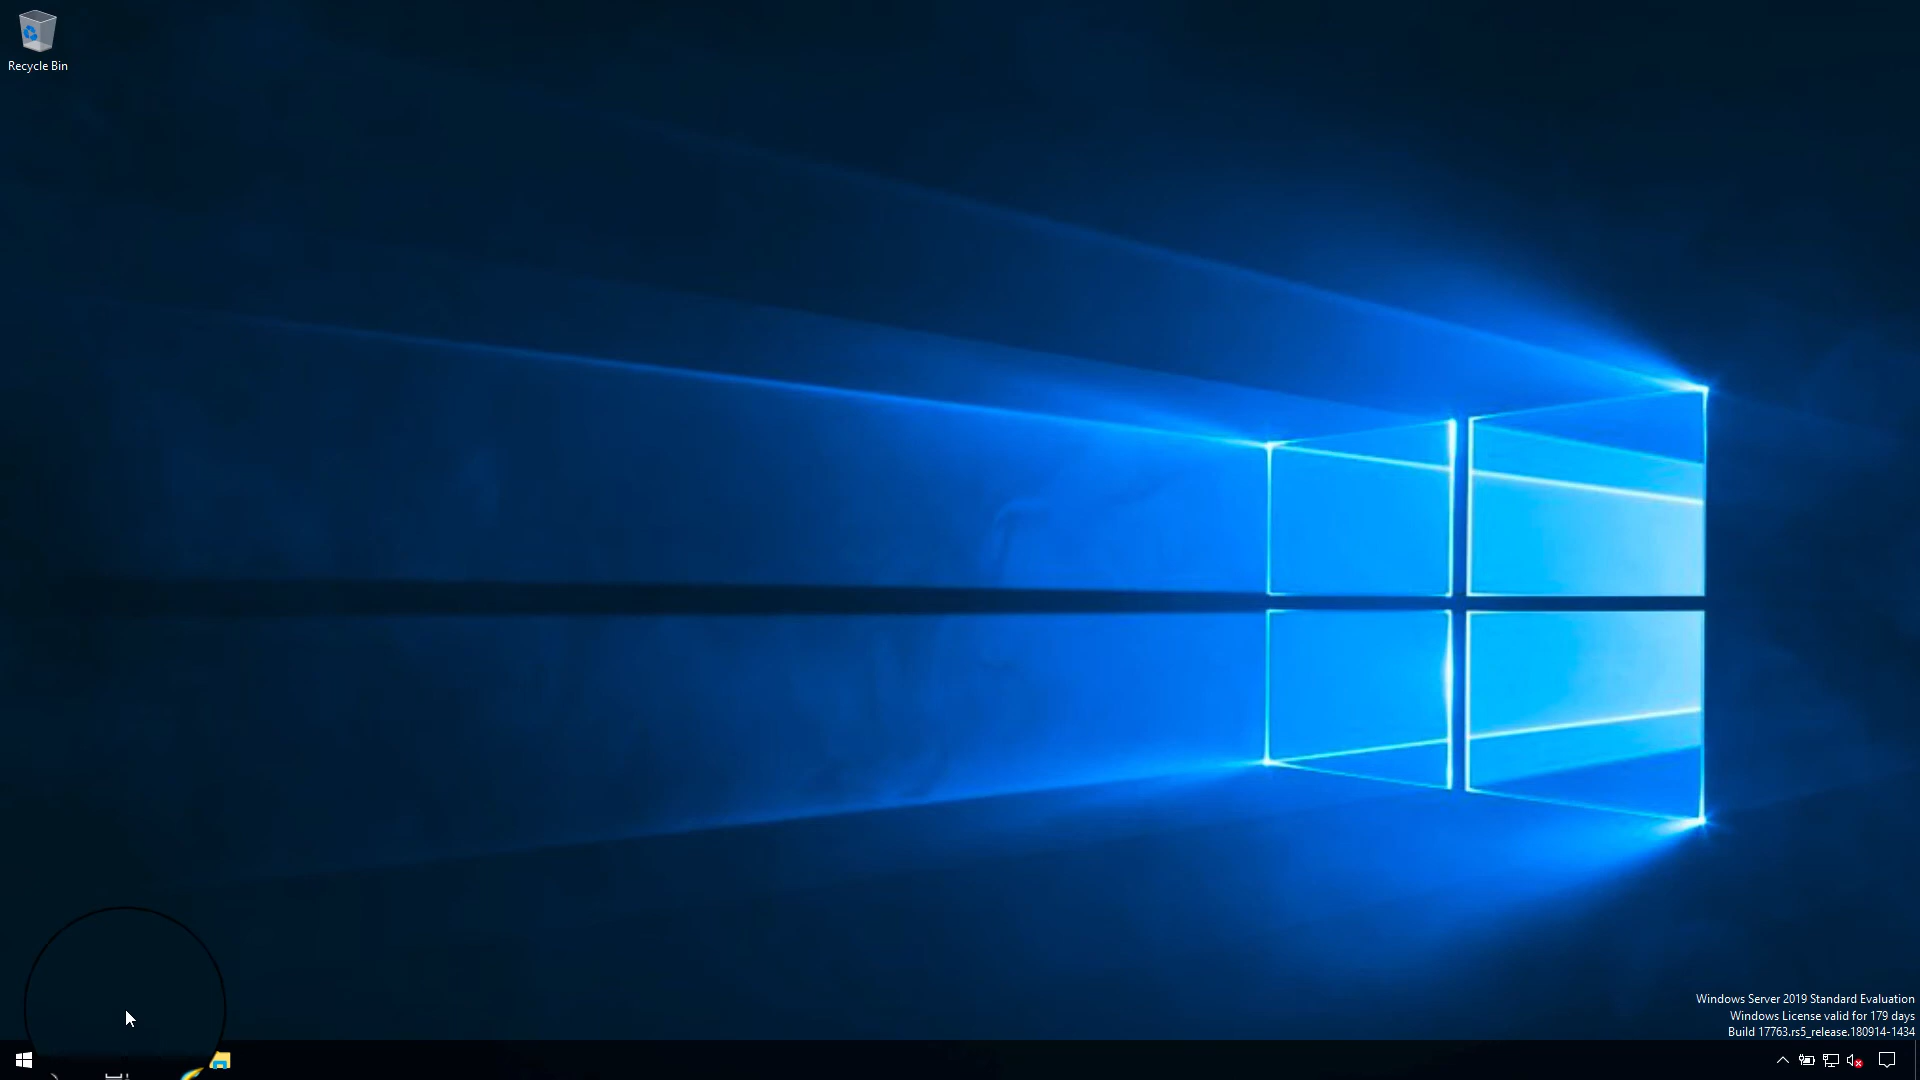 Recycle Bin
Windows Server 2019 Standard Evaluation
Windows License valid for 179 days
Build 17763.rs5_release.180914-1434